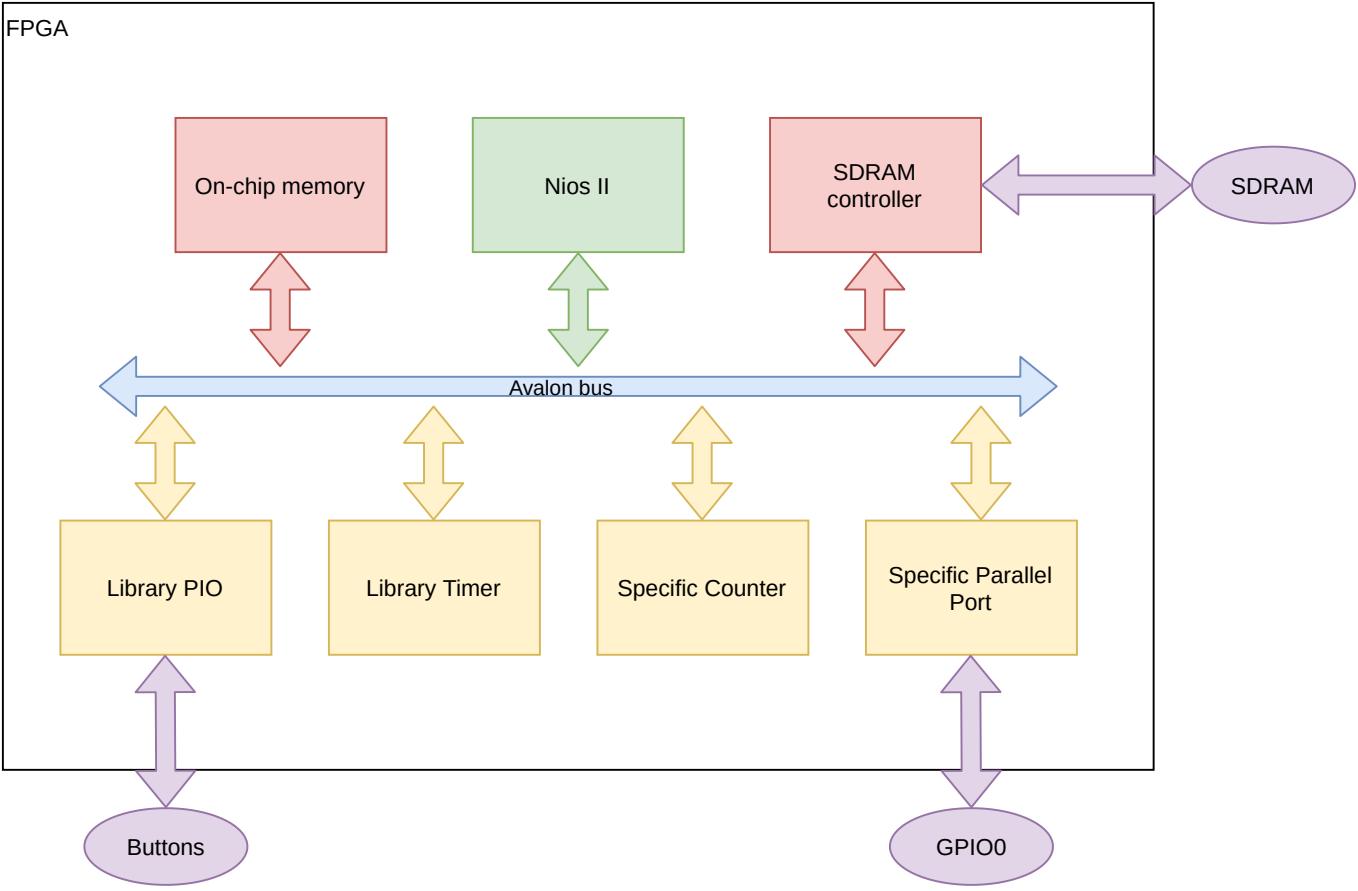 FPGA
On-chip memory
Nios II
SDRAM
controller
SDRAM
Avalon bus
Library PIO
Library Timer
Specific Counter
Specific Parallel
Port
Buttons
GPIO0